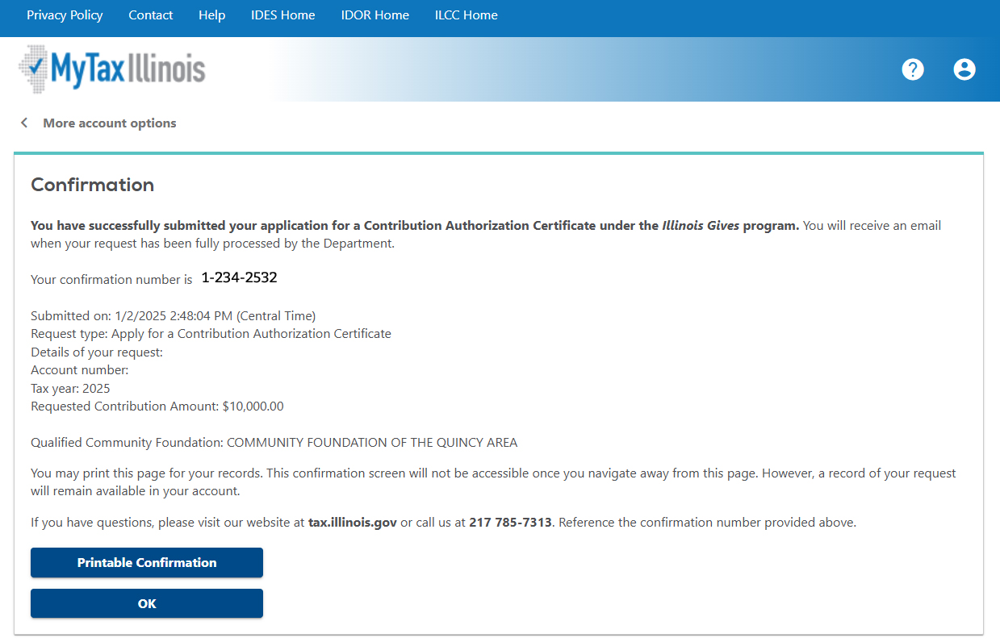 Privacy Policy Contact Help IDES Home IDOR Home ILCC Home
MyTax Illinois
?
More account options
Confirmation
You have successfully submitted your application for a Contribution Authorization Certificate under the Illinois Gives program. You will receive an email
when your request has been fully processed by the Department.
Your confirmation number is 1-234-2532
Submitted on: 1/2/2025 2:48:04 PM (Central Time)
Request type: Apply for a Contribution Authorization Certificate
Details of your request:
Account number:
Tax year: 2025
Requested Contribution Amount: $10,000.00
Qualified Community Foundation: COMMUNITY FOUNDATION OF THE QUINCY AREA
You may print this page for your records. This confirmation screen will not be accessible once you navigate away from this page. However, a record of your request
will remain available in your account.
If you have questions, please visit our website at tax.illinois.gov or call us at 217 785-7313. Reference the confirmation number provided above.
Printable Confirmation
OK